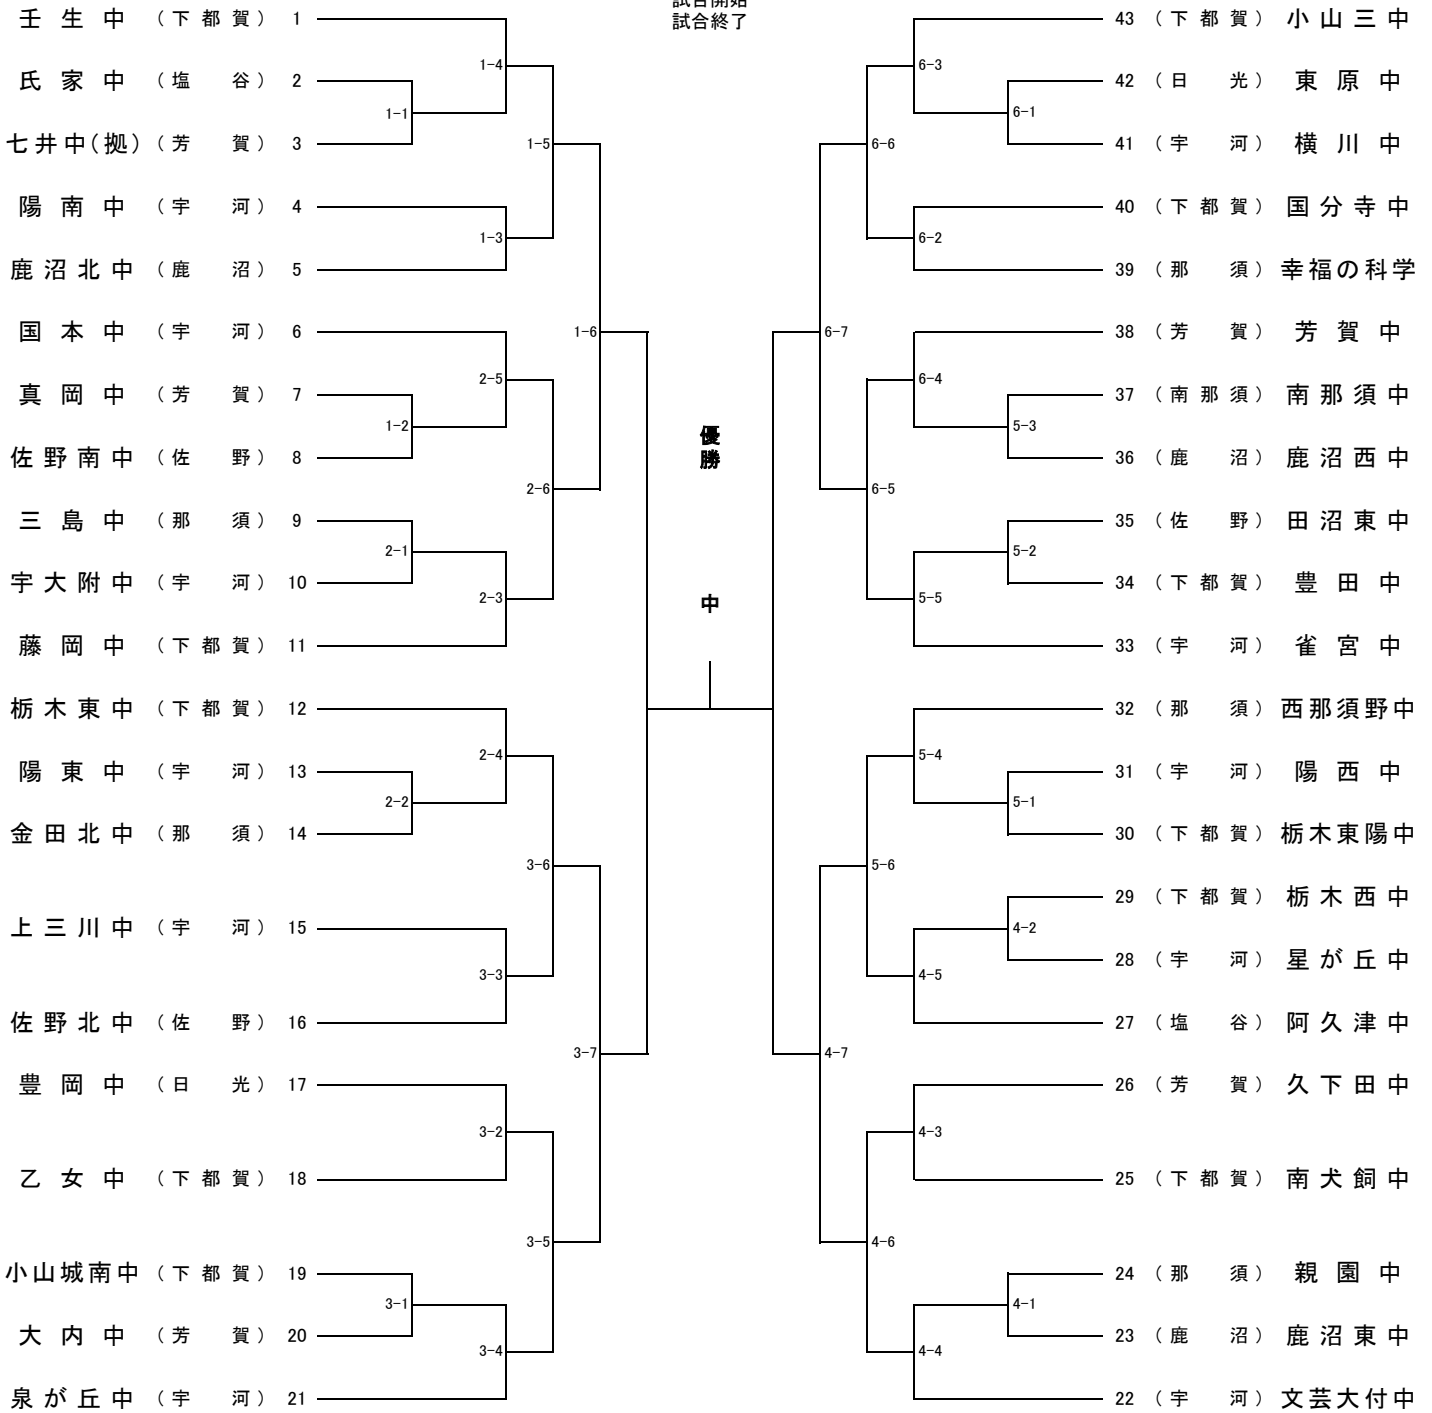 試合開始
試合終了
壬生中 (下都賀) 1
1-4
氏家中 (塩谷) 2
1-1
七井中(拠) (芳賀) 3
1-5
陽南中 (宇河) 4
1-3
鹿沼北中 (鹿沼) 5
国本中 (宇河) 6
1-6
2-5
真岡中 (芳賀) 7
1-2
佐野南中 (佐野) 8
2-6
三島中 (那須) 9
2-1
宇大附中 (宇河) 10
2-3
藤岡中 (下都賀) 11
栃木東中 (下都賀) 12
2-4
陽東中 (宇河) 13
2-2
金田北中 (那須) 14
3-6
上三川中 (宇河) 15
3-3
佐野北中 (佐野) 16
3-7
豊岡中 (日光) 17
3-2
乙女中 (下都賀) 18
3-5
小山城南中 (下都賀) 19
3-1
大内中 (芳賀) 20
3-4
泉が丘中 (宇河) 21
優勝
中
43 (下都賀) 小山三中
6-3
42 (日光) 東原中
6-1
41 (宇河) 横川中
6-6
40 (下都賀) 国分寺中
6-2
39 (那須) 幸福の科学
38 (芳賀) 芳賀中
6-7
6-4
37 (南那須) 南那須中
5-3
36 (鹿沼) 鹿沼西中
6-5
35 (佐野) 田沼東中
5-2
34 (下都賀) 豊田中
5-5
33 (宇河) 雀宮中
32 (那須) 西那須野中
5-4
31 (宇河) 陽西中
5-1
30 (下都賀) 栃木東陽中
5-6
29 (下都賀) 栃木西中
4-2
28 (宇河) 星が丘中
4-5
27 (塩谷) 阿久津中
4-7
26 (芳賀) 久下田中
4-3
25 (下都賀) 南犬飼中
4-6
24 (那須) 親園中
4-1
23 (鹿沼) 鹿沼東中
4-4
22 (宇河) 文芸大付中